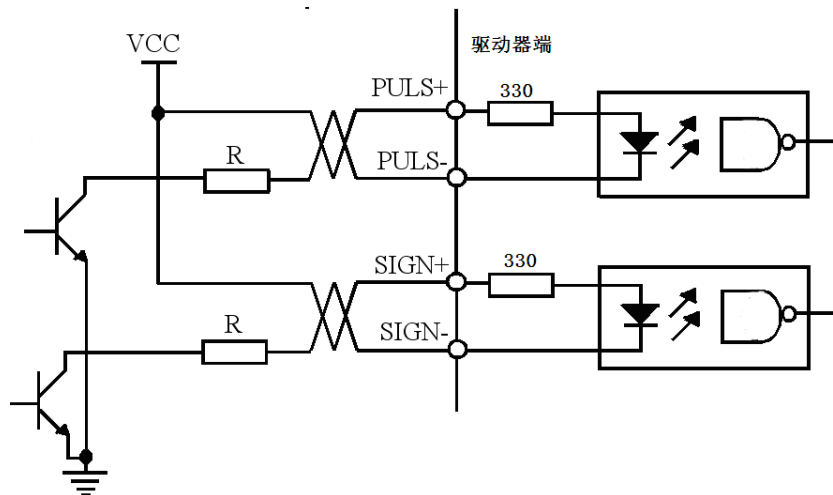 VCC
驱动器端
PULS+
330
PULS-
R
SIGN+
330
SIGN-
R